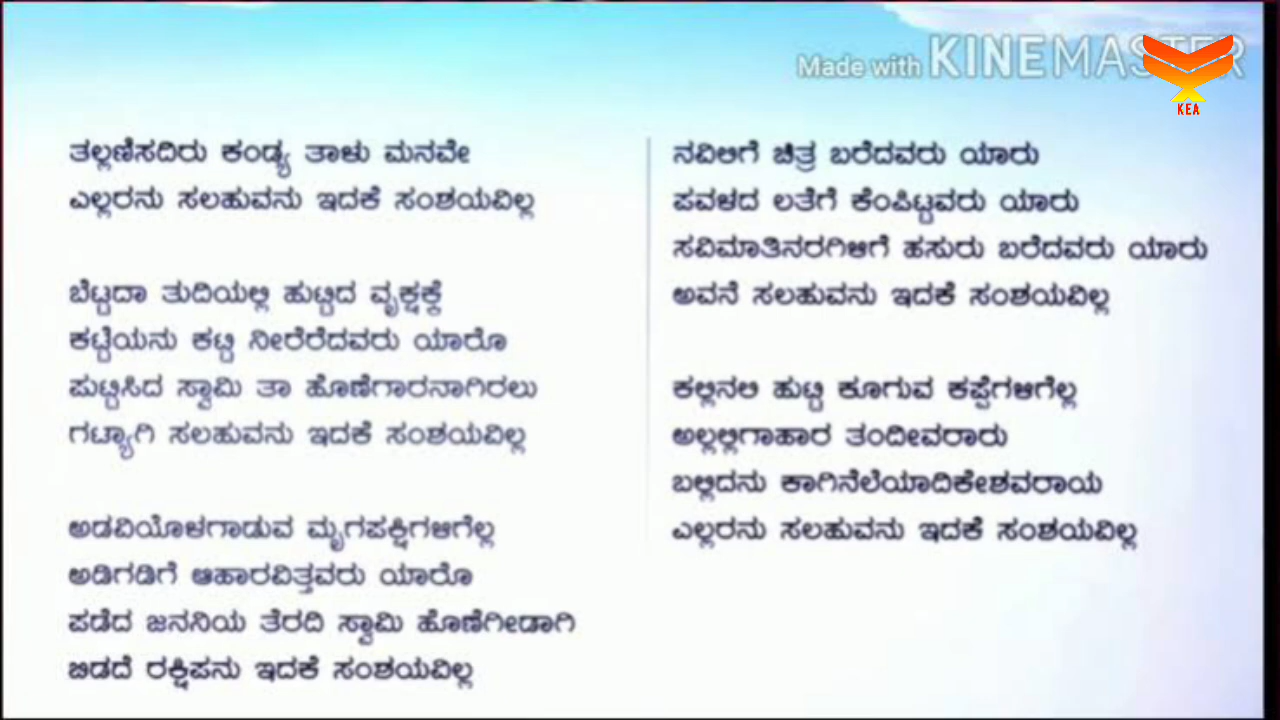 Made with KINEMASTER
KEA
ತಲ್ಲಣಿಸದಿರು ಕಂಡ್ಯ ತಾಳು ಮನವೇ
ಎಲ್ಲರನು ಸಲಹುವನು ಇದಕೆ ಸಂಶಯವಿಲ್ಲ
ಬೆಟ್ಟದಾ ತುದಿಯಲ್ಲಿ ಹುಟ್ಟಿದ ವೃಕ್ಷಕ್ಕೆ
ಕಟ್ಟೆಯನು ಕಟ್ಟಿ ನೀರೆರೆದವರು ಯಾರೊ
ಪುಟ್ಟಿಸಿದ ಸ್ವಾಮಿ ತಾ ಹೊಣೆಗಾರನಾಗಿರಲು
ಗಟ್ಯಾಗಿ ಸಲಹುವನು ಇದಕೆ ಸಂಶಯವಿಲ್ಲ
ಅಡವಿಯೊಳಗಾಡುವ ಮೃಗಪಕ್ಷಿಗಳಿಗೆಲ್ಲ
ಅಡಿಗಡಿಗೆ ಆಹಾರವಿತ್ತವರು ಯಾರೊ
ಪಡೆದ ಜನನಿಯ ತೆರದಿ ಸ್ವಾಮಿ ಹೊಣೆಗೀಡಾಗಿ
ಬಿಡದೆ ರಕ್ಷಿಪನು ಇದಕೆ ಸಂಶಯವಿಲ್ಲ
ನವಿಲಿಗೆ ಚಿತ್ರ ಬರೆದವರು ಯಾರು
ಪವಳದ ಲತೆಗೆ ಕೆಂಪಿಟ್ಟವರು ಯಾರು
ಸವಿಮಾತಿನರಗಿಳಿಗೆ ಹಸುರು ಬರೆದವರು ಯಾರು
ಅವನೆ ಸಲಹುವನು ಇದಕೆ ಸಂಶಯವಿಲ್ಲ
ಕಲ್ಲಿನಲಿ ಹುಟ್ಟಿ ಕೂಗುವ ಕಪ್ಪೆಗಳಿಗೆಲ್ಲ
ಅಲ್ಲಲ್ಲಿಗಾಹಾರ ತಂದೀವರಾರು
ಬಲ್ಲಿದನು ಕಾಗಿನೆಲೆಯಾದಿಕೇಶವರಾಯ
ಎಲ್ಲರನು ಸಲಹುವನು ಇದಕೆ ಸಂಶಯವಿಲ್ಲ